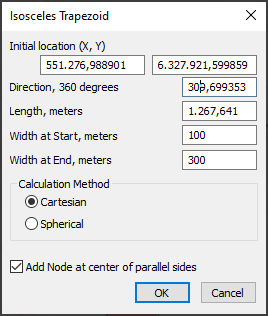 Isosceles Trapezoid
Initial location (X, Y)
551.276,988901 6.327.921,599859
Direction, 360 degrees 309,699353
Length, meters 1.267,641
Width at Start, meters 100
Width at End, meters 300
Calculation Method
Cartesian
Spherical
Add Node at center of parallel sides
OK Cancel